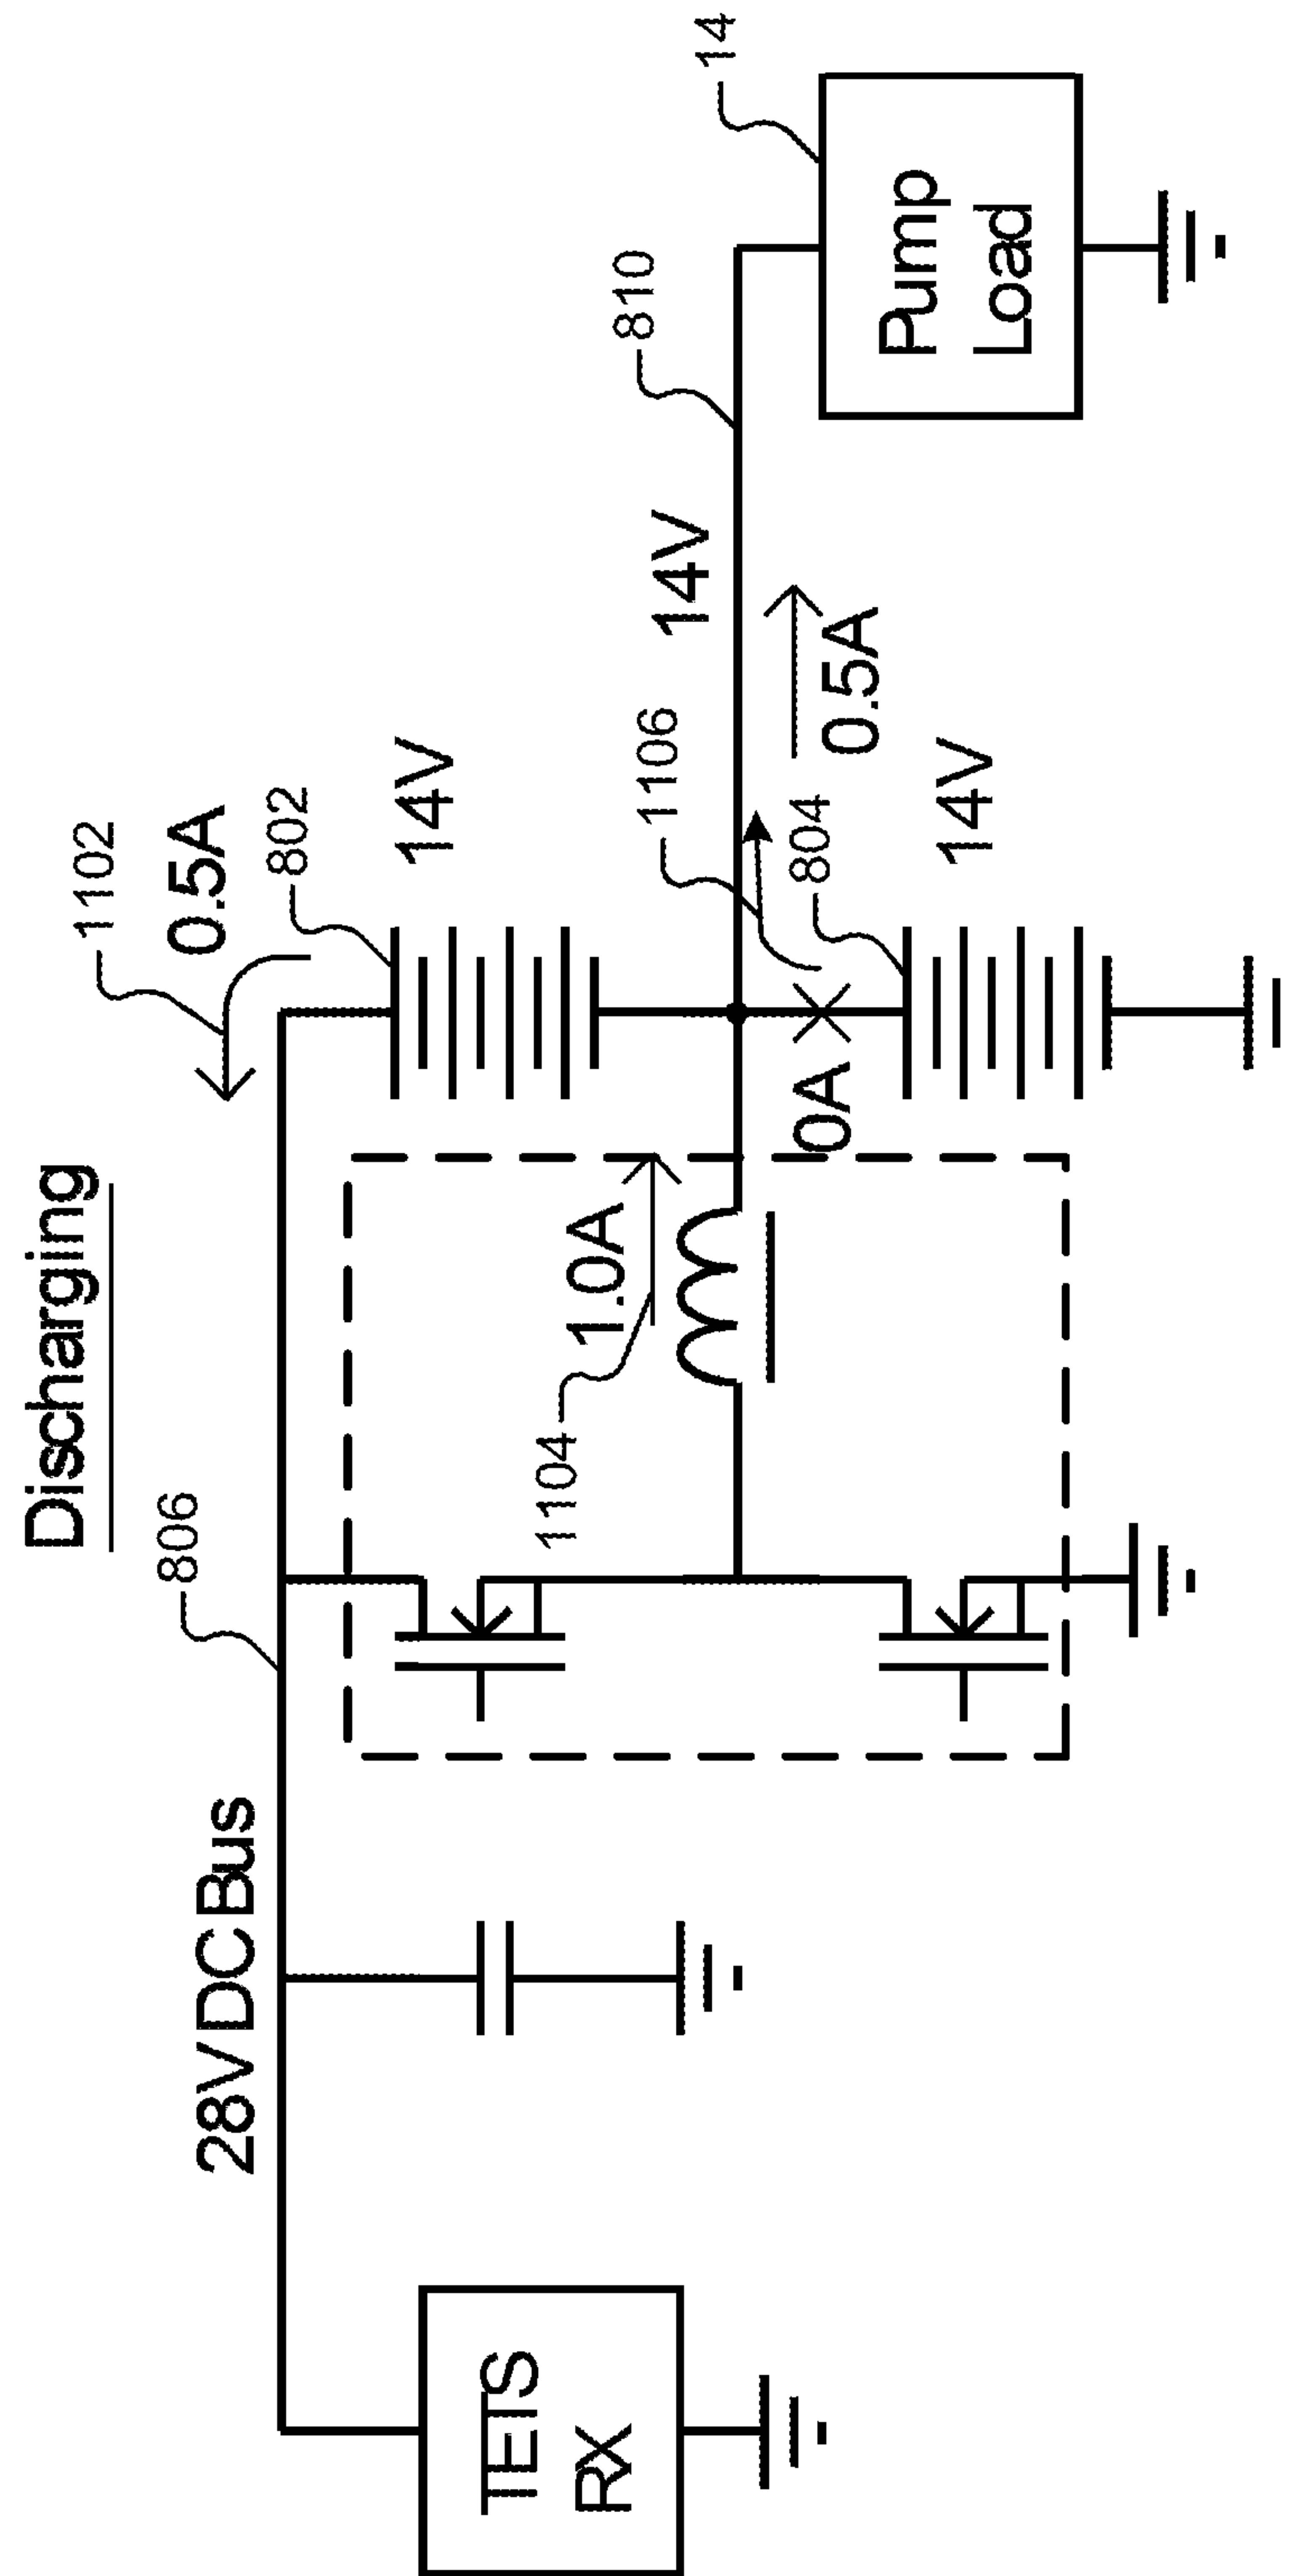 Discharging
1102
0.5A
806
28V DC Bus
802
14V
14
810
1.0A
1104
14V
1106
0.5A
0A
804
14V
TETS
RX
Pump
Load